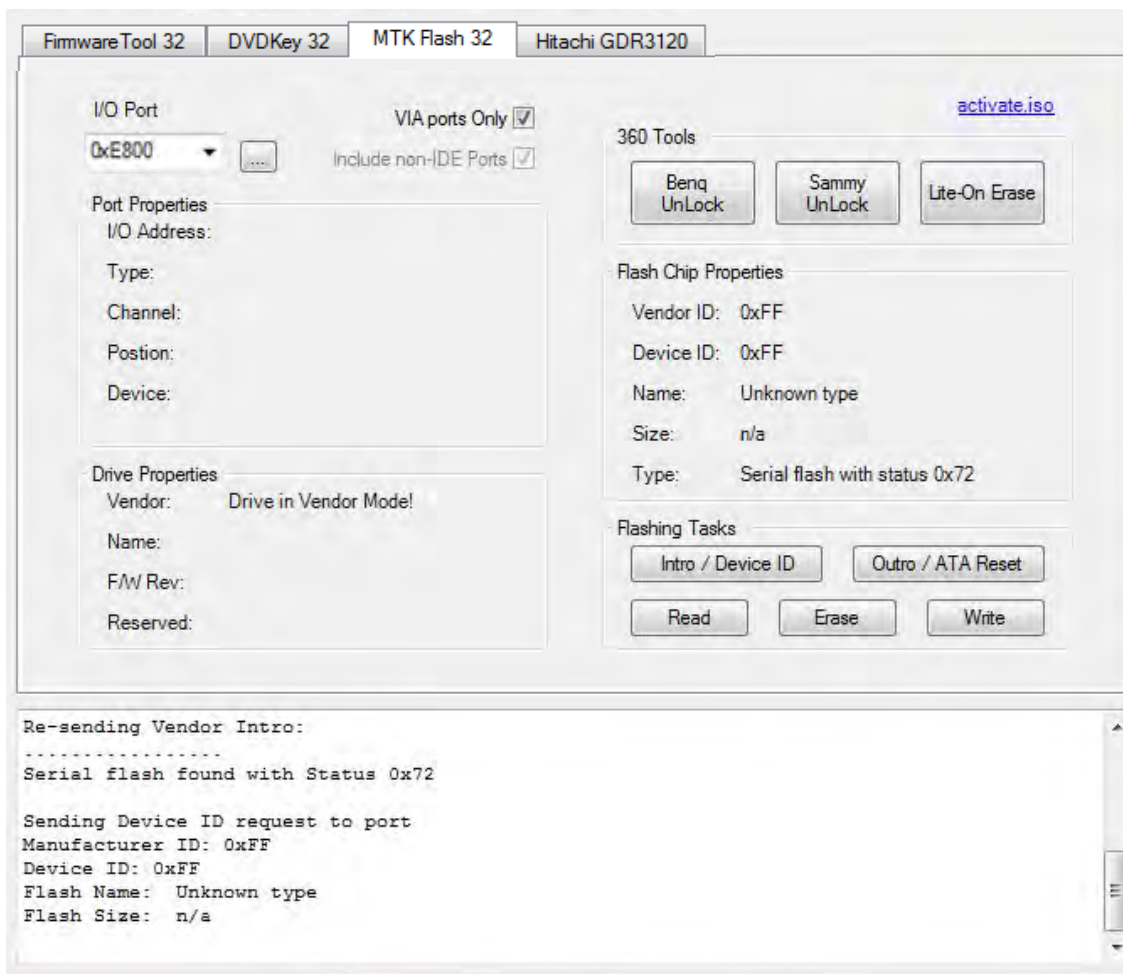 FirmwareTool 32 DVDKey 32 MTK Flash 32 Hitachi GDR3120
I/O Port
VIA ports Only
0xE800
....
Include non-IDE Ports
Port Properties
I/O Address:
Type:
Channel:
Postion:
Device:
Drive Properties
Vendor: Drive in Vendor Mode!
Name:
F/W Rev:
Reserved:
activate.iso
360 Tools
Benq UnLock
Sammy UnLock
Lite-On Erase
Flash Chip Properties
Vendor ID: 0xFF
Device ID: 0xFF
Name: Unknown type
Size: n/a
Type: Serial flash with status 0x72
Flashing Tasks
Intro / Device ID Outro / ATA Reset
Read Erase Write
Re-sending Vendor Intro:
.................
Serial flash found with Status 0x72
Sending Device ID request to port
Manufacturer ID: 0xFF
Device ID: 0xFF
Flash Name: Unknown type
Flash Size: n/a